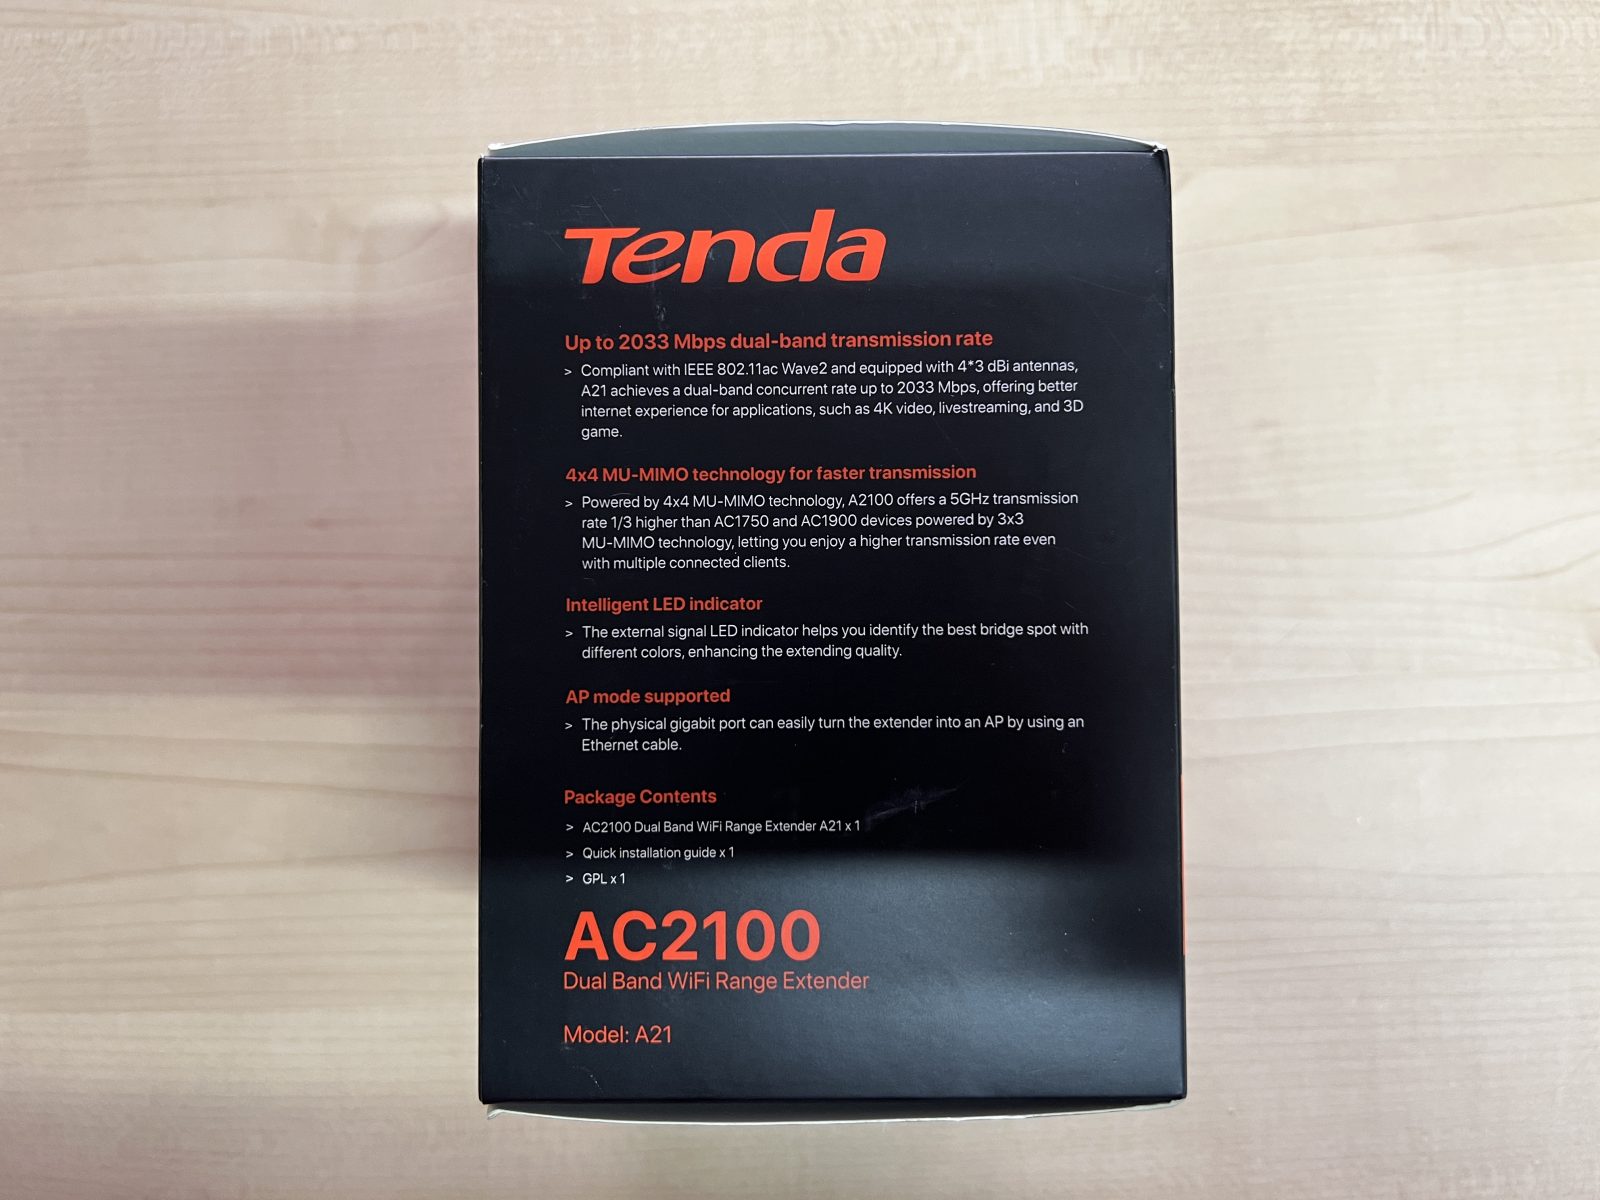 Tenda
Up to 2033 Mbps dual-band transmission rate
> Compliant with IEEE 802.11ac Wave2 and equipped with 4*3 dBi antennas,
A21 achieves a dual-band concurrent rate up to 2033 Mbps, offering better
internet experience for applications, such as 4K video, livestreaming, and 3D
game.
4x4 MU-MIMO technology for faster transmission
> Powered by 4x4 MU-MIMO technology, A2100 offers a 5GHz transmission
rate 1/3 higher than AC1750 and AC1900 devices powered by 3x3
MU-MIMO technology, letting you enjoy a higher transmission rate even
with multiple connected clients.
Intelligent LED indicator
> The external signal LED indicator helps you identify the best bridge spot with
different colors, enhancing the extending quality.
AP mode supported
> The physical gigabit port can easily turn the extender into an AP by using an
Ethernet cable.
Package Contents
> AC2100 Dual Band WiFi Range Extender A21 x 1
> Quick installation guide x 1
> GPL x 1
AC2100
Dual Band WiFi Range Extender
Model: A21